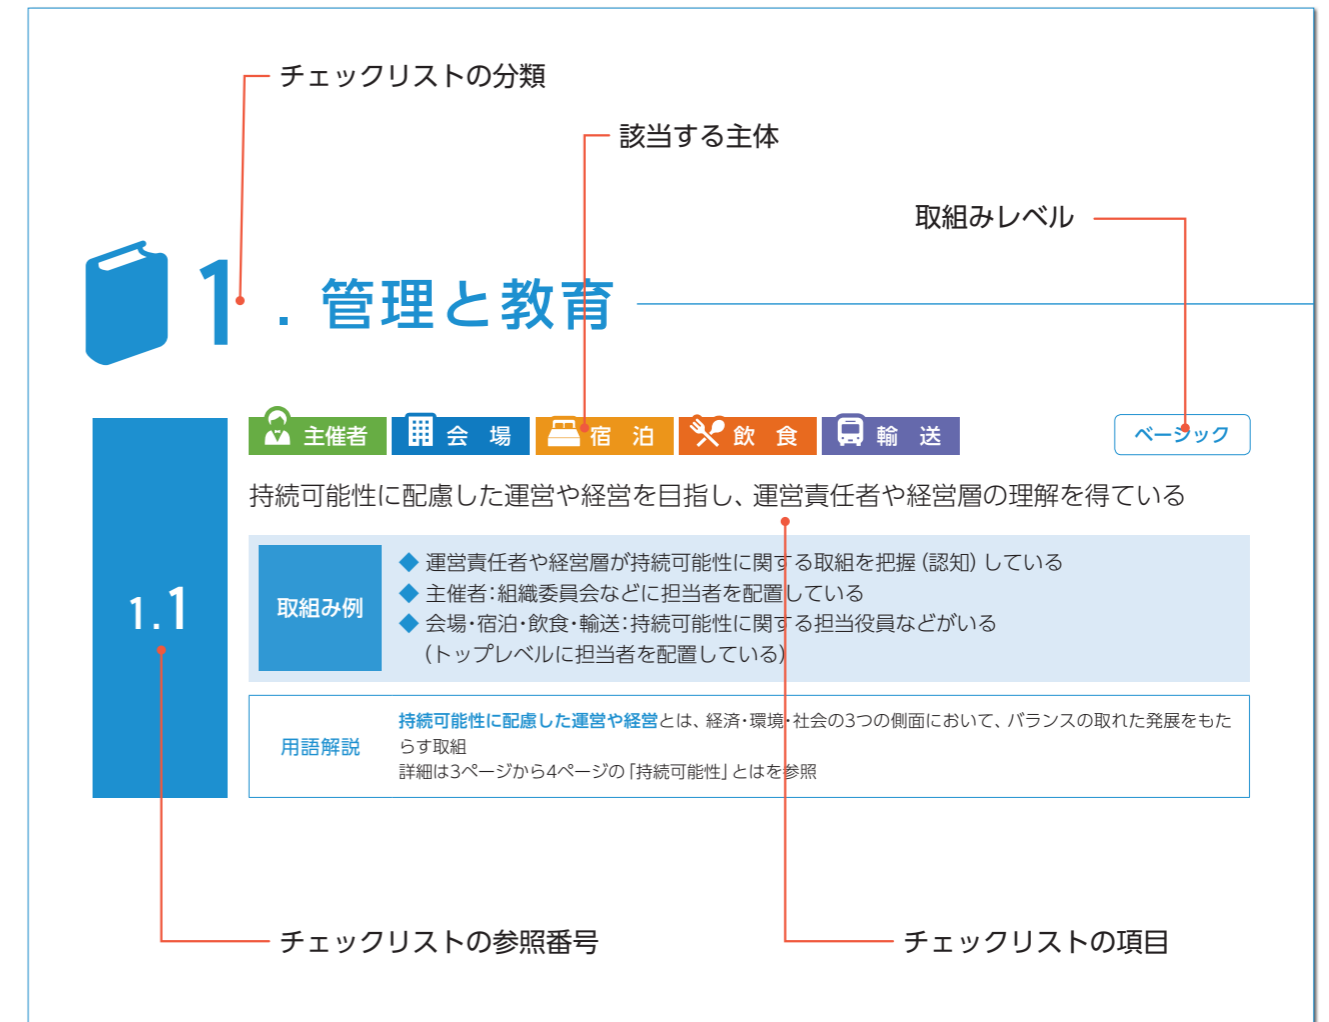 チェックリストの分類
該当する主体
取組みレベル
1. 管理と教育
主催者 会場 宿泊 飲食 輸送 ベーシック
持続可能性に配慮した運営や経営を目指し、運営責任者や経営層の理解を得ている
1.1
取組み例
◆ 運営責任者や経営層が持続可能性に関する取組を把握(認知)している
◆ 主催者:組織委員会などに担当者を配置している
◆ 会場・宿泊・飲食・輸送:持続可能性に関する担当役員などがいる
(トップレベルに担当者を配置している)
用語解説
持続可能性に配慮した運営や経営とは、経済・環境・社会の3つの側面において、バランスの取れた発展をもた
らす取組
詳細は3ページから4ページの「持続可能性」とはを参照
チェックリストの参照番号
チェックリストの項目